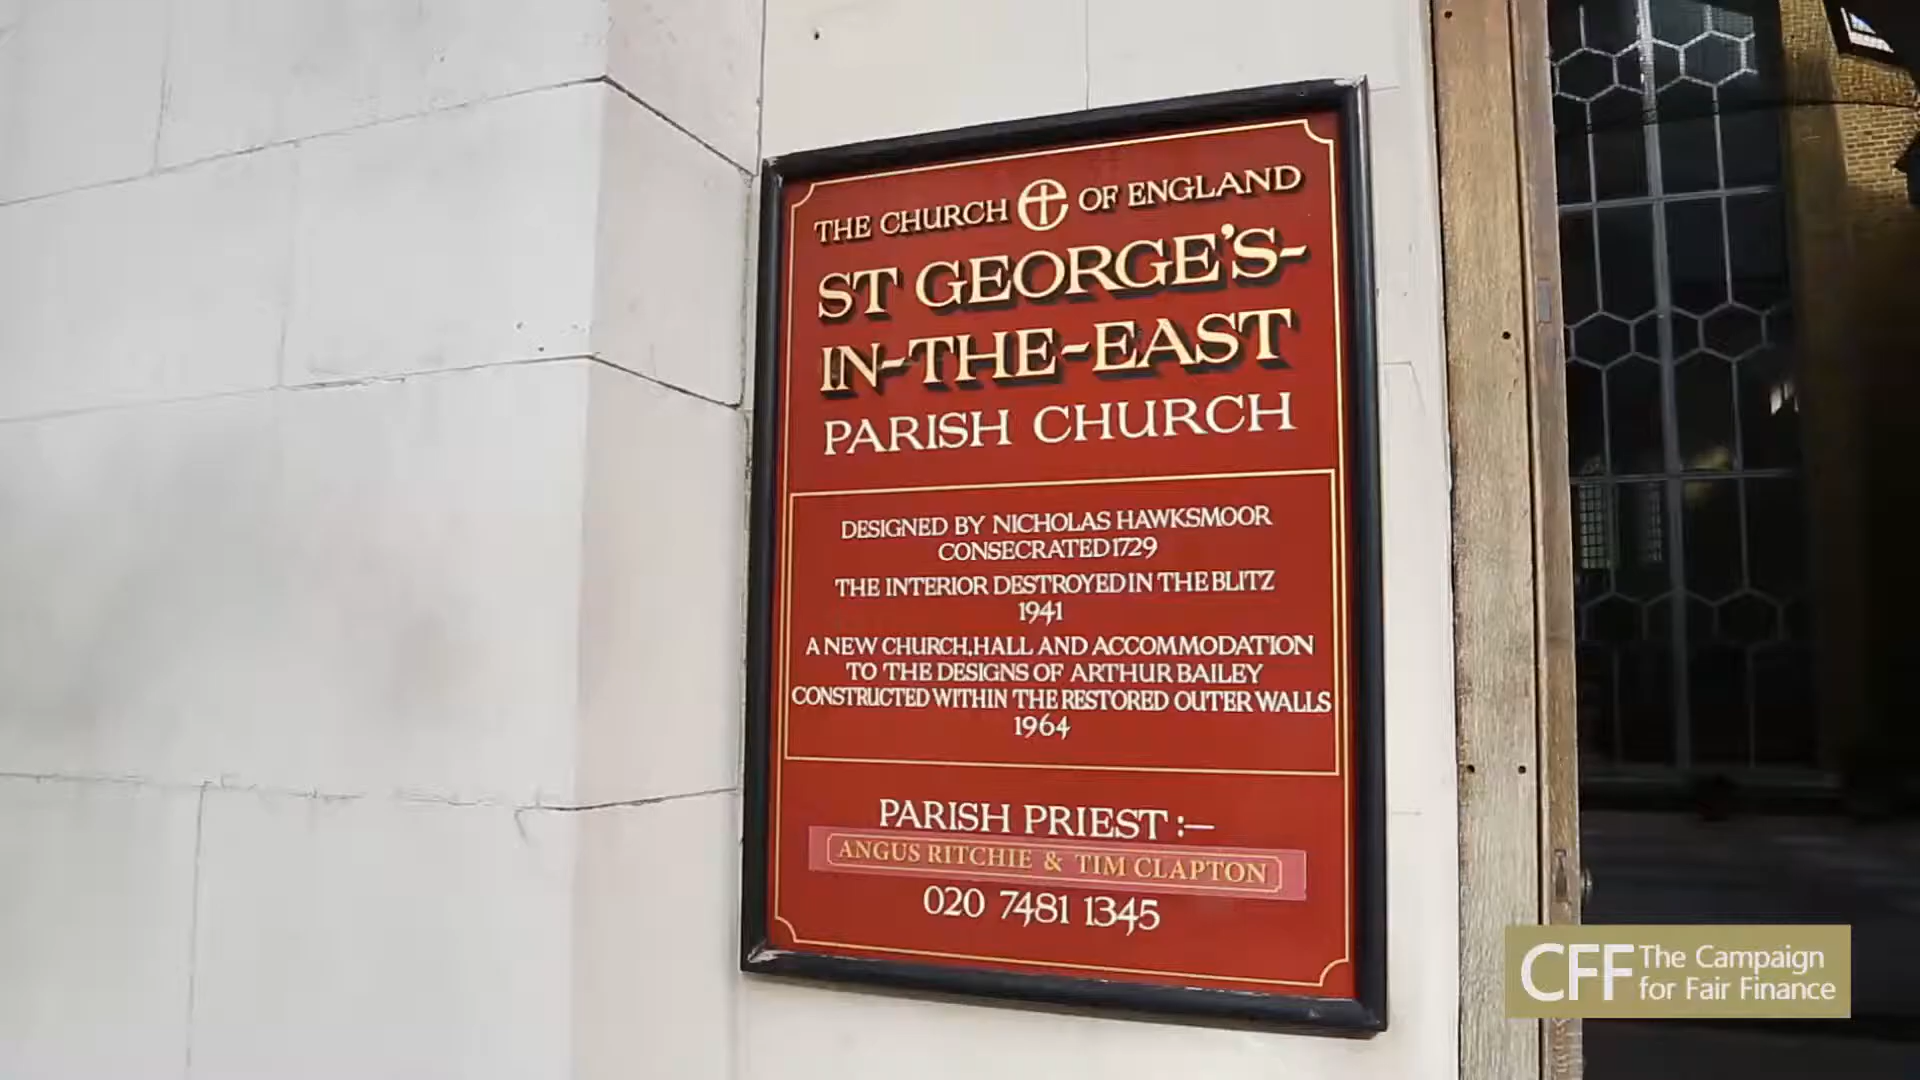 THE CHURCH OF ENGLAND
ST GEORGE'S-
IN-THE-EAST
PARISH CHURCH
DESIGNED BY NICHOLAS HAWKSMOOR
CONSECRATED 1729
THE INTERIOR DESTROYED IN THE BLITZ
1941
A NEW CHURCH, HALL AND ACCOMMODATION
TO THE DESIGNS OF ARTHUR BAILEY
CONSTRUCTED WITHIN THE RESTORED OUTER WALLS
1964
PARISH PRIEST :-
ANGUS RITCHIE & TIM CLAPTON
020 7481 1345
CFF The Campaign
for Fair Finance